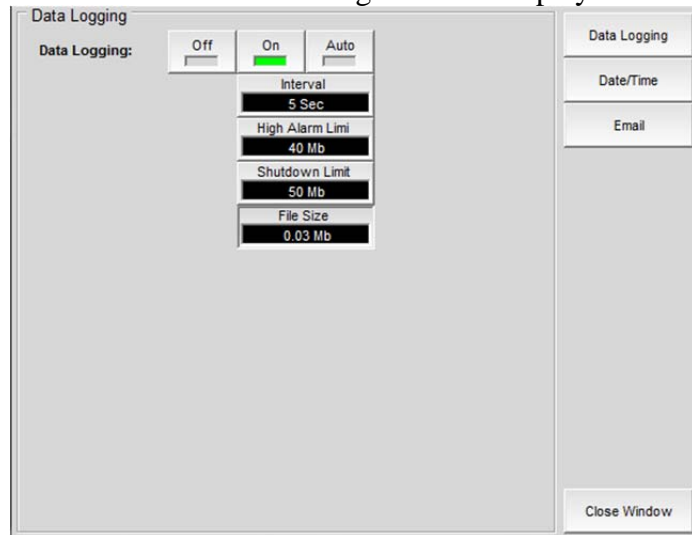 Data Logging
Data Logging:
Off
On
Auto
Interval
5 Sec
High Alarm Limi
40 Mb
Shutdown Limit
50 Mb
File Size
0.03 Mb
Data Logging
Date/Time
Email
Close Window